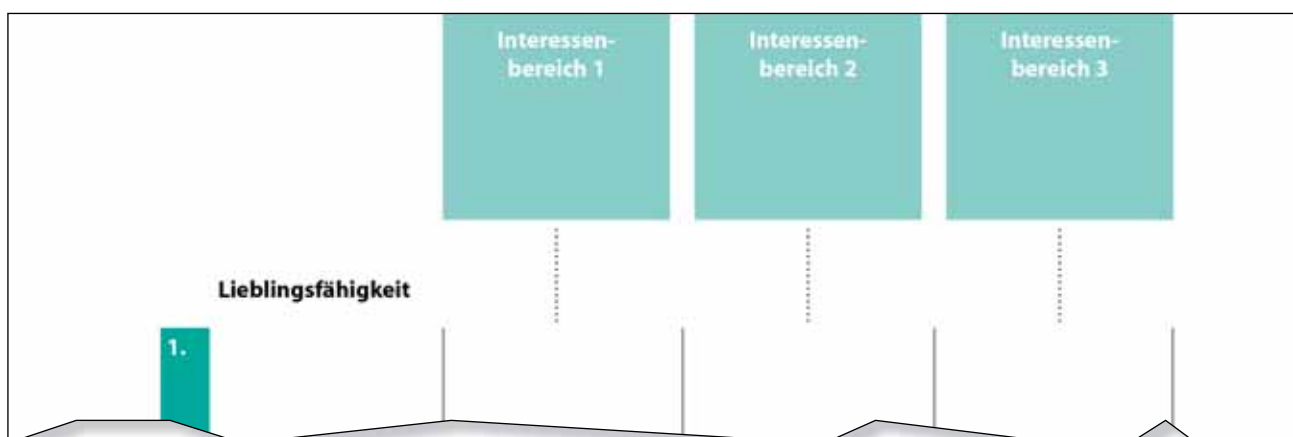 Interessen-
bereich 1
Interessen-
bereich 2
Interessen-
bereich 3
Lieblingsfähigkeit
1.